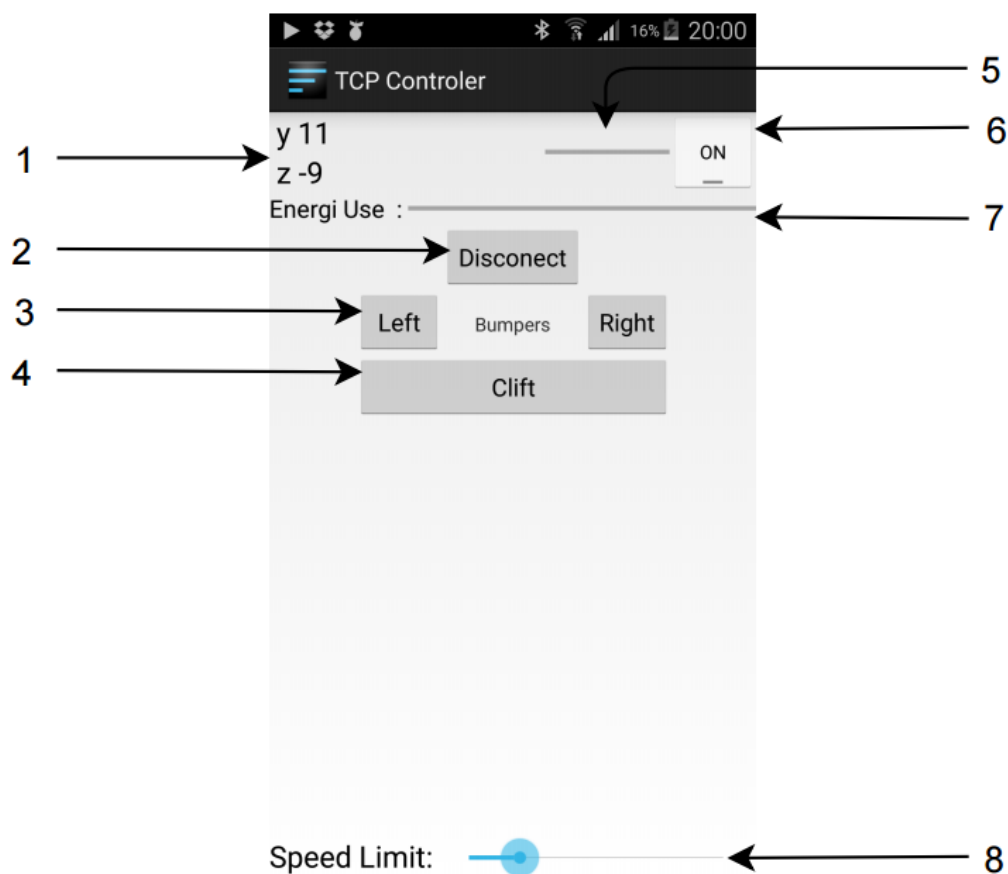 16% 20:00
TCP Controler
5
y 11
6
ON
1
z -9
Energi Use :
7
2
Disconect
3
Left Bumpers Right
4
Clift
Speed Limit:
8